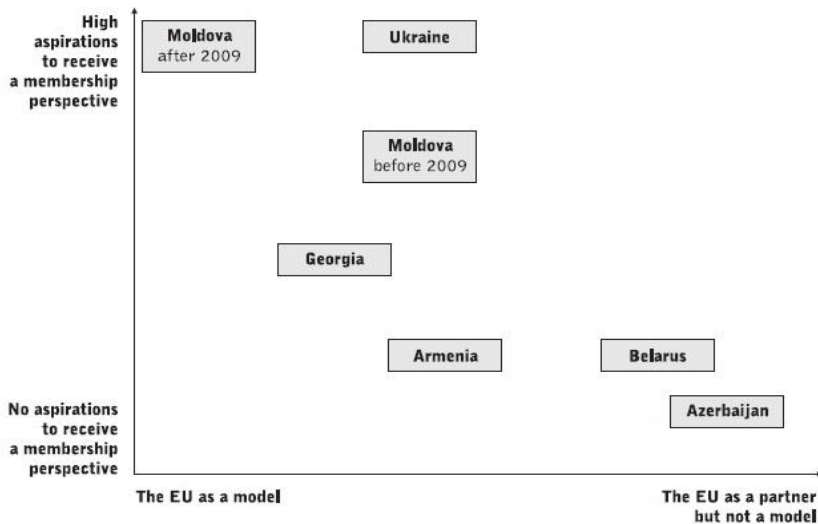 High
aspirations
to receive
a membership
perspective
Moldova
after 2009
Ukraine
Moldova
before 2009
Georgia
Armenia
Belarus
Azerbaijan
No aspirations
to receive
a membership
perspective
The EU as a model
The EU as a partner
but not a model